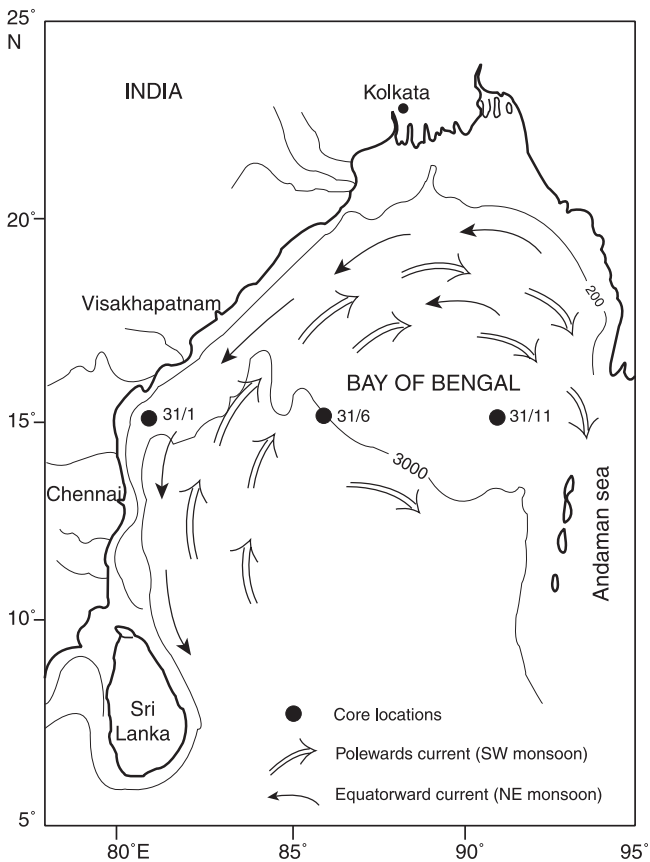 25˚
N
INDIA
Kolkata
20˚
Visakhapatnam
200
BAY OF BENGAL
15˚
31/1
31/6
31/11
3000
Chennai
Andaman sea
10˚
Sri
Lanka
Core locations
Polewards current (SW monsoon)
Equatorward current (NE monsoon)
5˚
80˚E
85˚
90˚
95˚